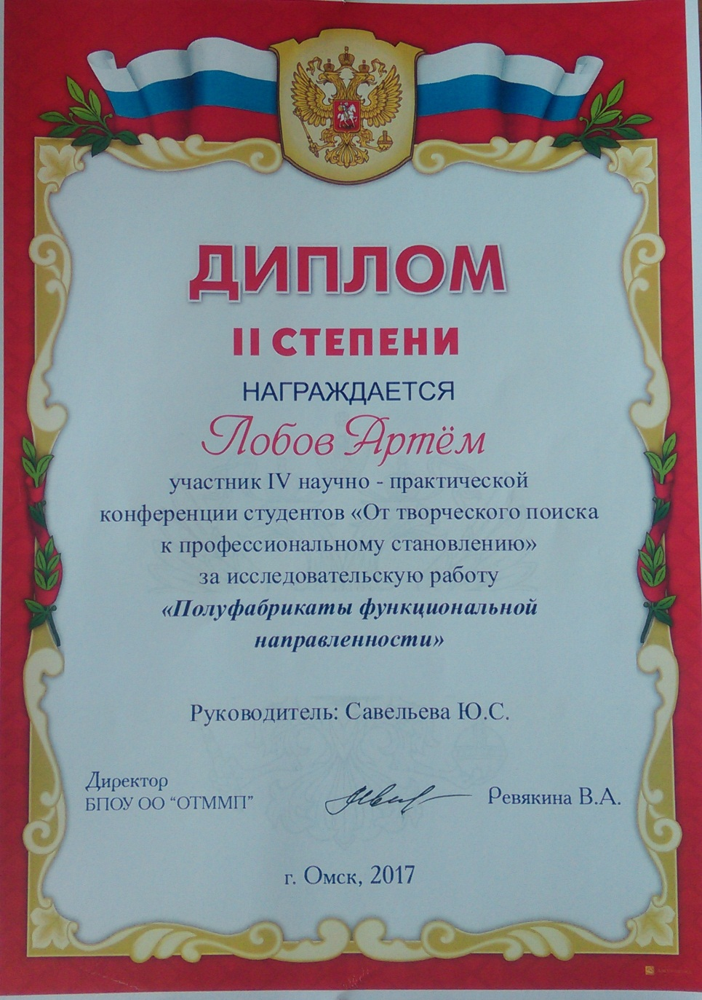 ДИПЛОМ
II СТЕПЕНИ
НАГРАЖДАЕТСЯ
Лобов Артём
участник IV научно - практической
конференции студентов «От творческого поиска
к профессиональному становлению»
за исследовательскую работу
«Полуфабрикаты функциональной
направленности»
Руководитель: Савельева Ю.С.
Директор
БПОУ ОО “ОТММП”
Ревякина В.А.
г. Омск, 2017